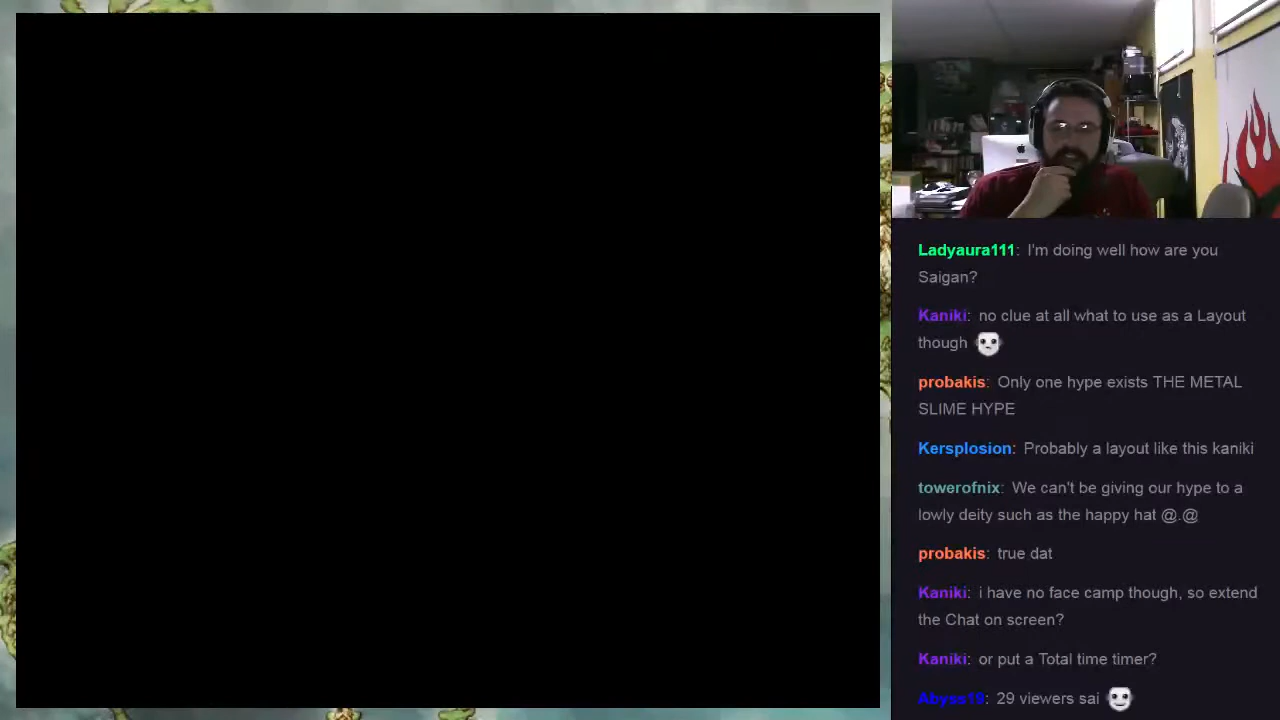 Ladyaura111: I'm doing well how are you
Saigan?
Kaniki: no clue at all what to use as a Layout
though
probakis: Only one hype exists THE METAL
SLIME HYPE
Kersplosion: Probably a layout like this kaniki
towerofnix: We can't be giving our hype to a
lowly deity such as the happy hat @.@
probakis: true dat
Kaniki: i have no face camp though, so extend
the Chat on screen?
Kaniki: or put a Total time timer?
Abyss19: 29 viewers sai